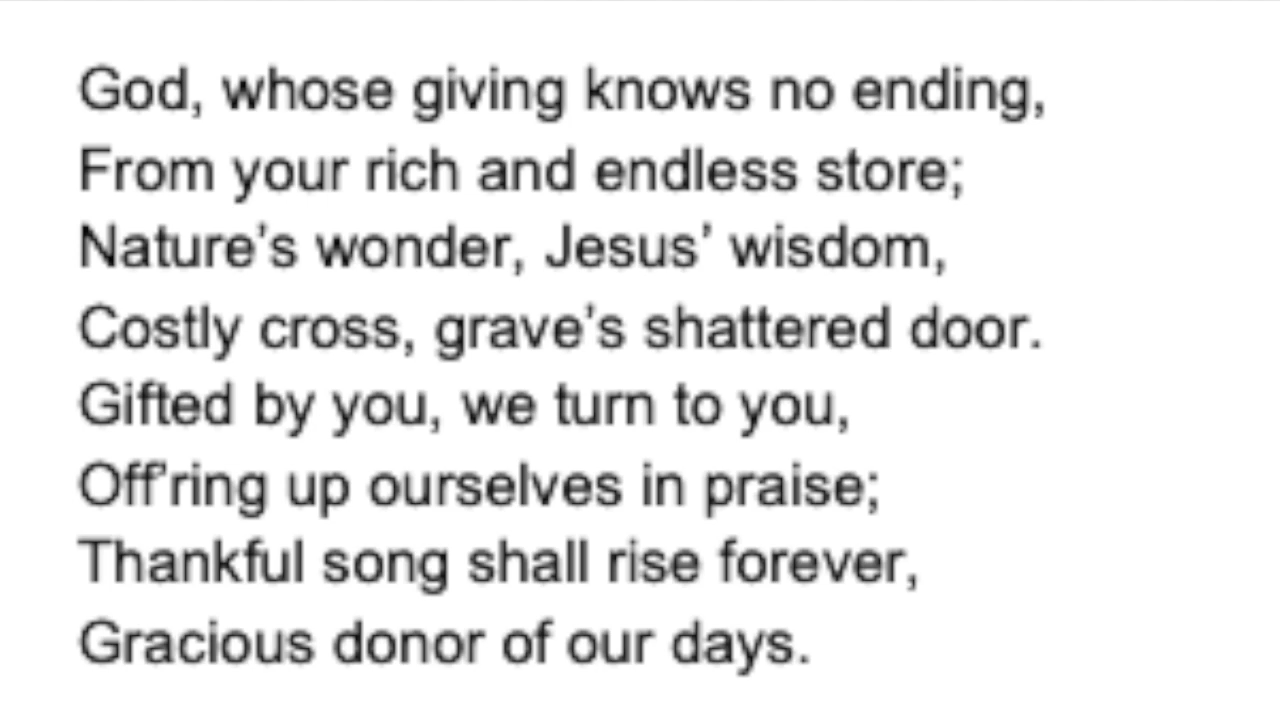 God, whose giving knows no ending,
From your rich and endless store;
Nature’s wonder, Jesus’ wisdom,
Costly cross, grave’s shattered door.
Gifted by you, we turn to you,
Off’ring up ourselves in praise;
Thankful song shall rise forever,
Gracious donor of our days.